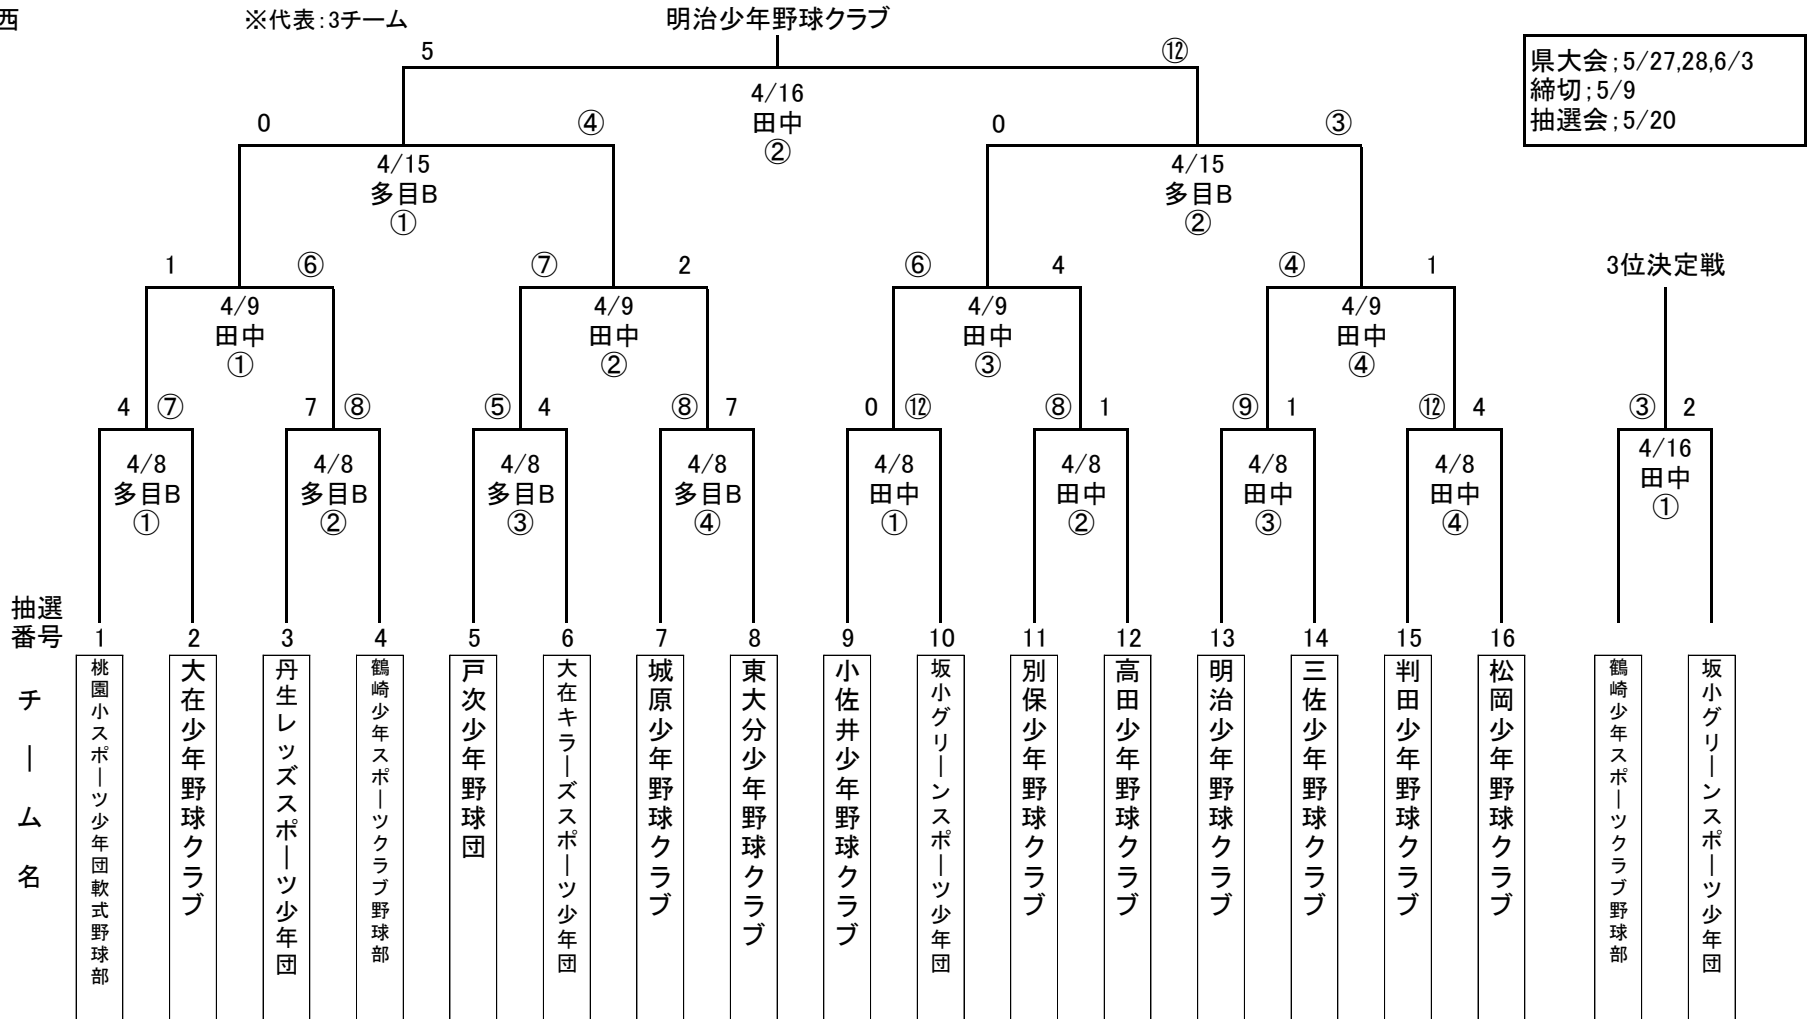 西
※代表:3チーム
明治少年野球クラブ
5
⑫
県大会;5/27,28,6/3
締切;5/9
抽選会;5/20
4/16
田中
②
0
④
0
③
4/15
多目B
①
4/15
多目B
②
1
⑥
⑦
2
⑥
4
④
1
3位決定戦
4/9
田中
①
4/9
田中
②
4/9
田中
③
4/9
田中
④
4
⑦
7
⑧
⑤
4
⑧
7
0
⑫
⑧
1
⑨
1
⑫
4
③
2
4/8
多目B
①
4/8
多目B
②
4/8
多目B
③
4/8
多目B
④
4/8
田中
①
4/8
田中
②
4/8
田中
③
4/8
田中
④
4/16
田中
①
抽選
番号
1
2
3
4
5
6
7
8
9
10
11
12
13
14
15
16
チーム名
桃園小スポーツ少年団軟式野球部
大在少年野球クラブ
丹生レッズスポーツ少年団
鶴崎少年スポーツクラブ野球部
戸次少年野球団
大在キラーズスポーツ少年団
城原少年野球クラブ
東大分少年野球クラブ
小佐井少年野球クラブ
坂小グリーンスポーツ少年団
別保少年野球クラブ
高田少年野球クラブ
明治少年野球クラブ
三佐少年野球クラブ
判田少年野球クラブ
松岡少年野球クラブ
鶴崎少年スポーツクラブ野球部
坂小グリーンスポーツ少年団